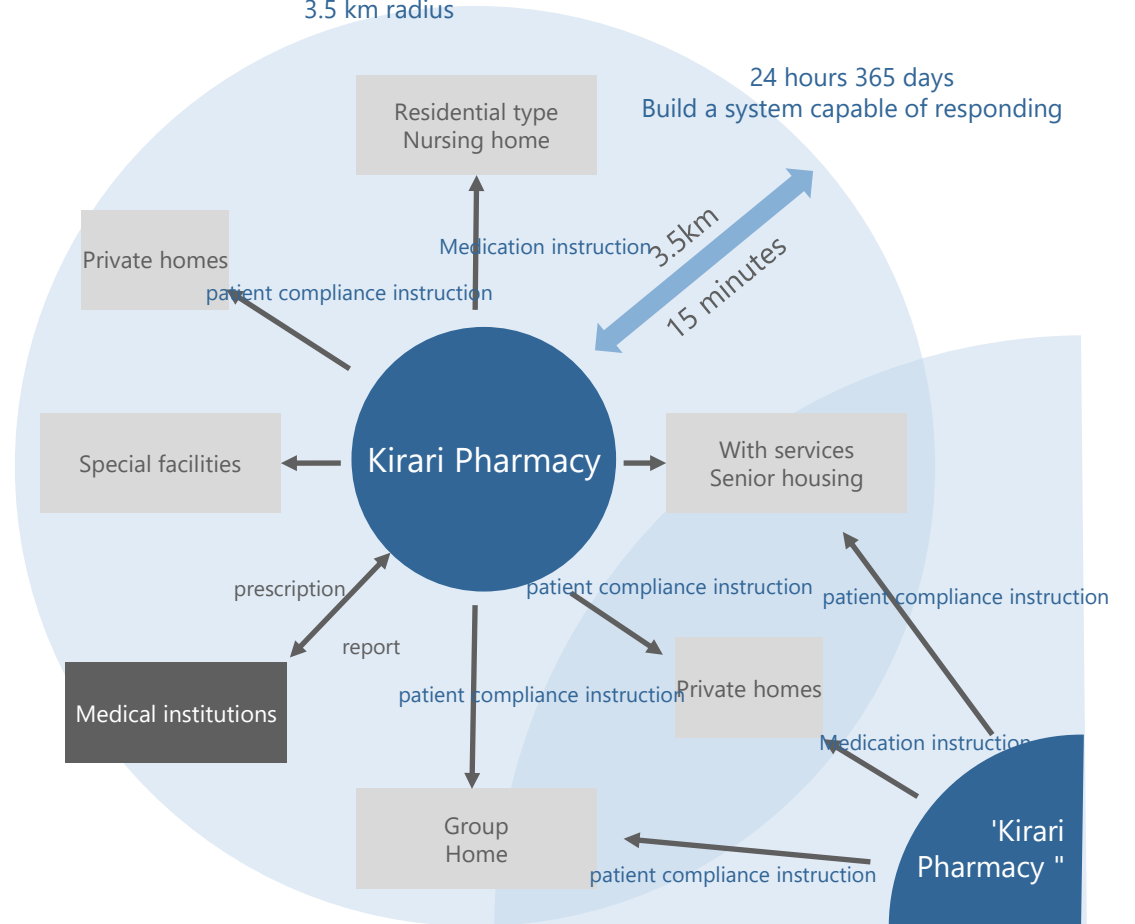 3.5 km radius
24 hours 365 days
Build a system capable of responding
Residential type
Nursing home
3.5km
15 minutes
Medication instruction
Private homes
patient compliance instruction
Special facilities
Kirari Pharmacy
With services
Senior housing
prescription
patient compliance instruction
patient compliance instruction
report
Medical institutions
patient compliance instruction
Private homes
Medication instruction
Group
Home
'Kirari
Pharmacy "
patient compliance instruction